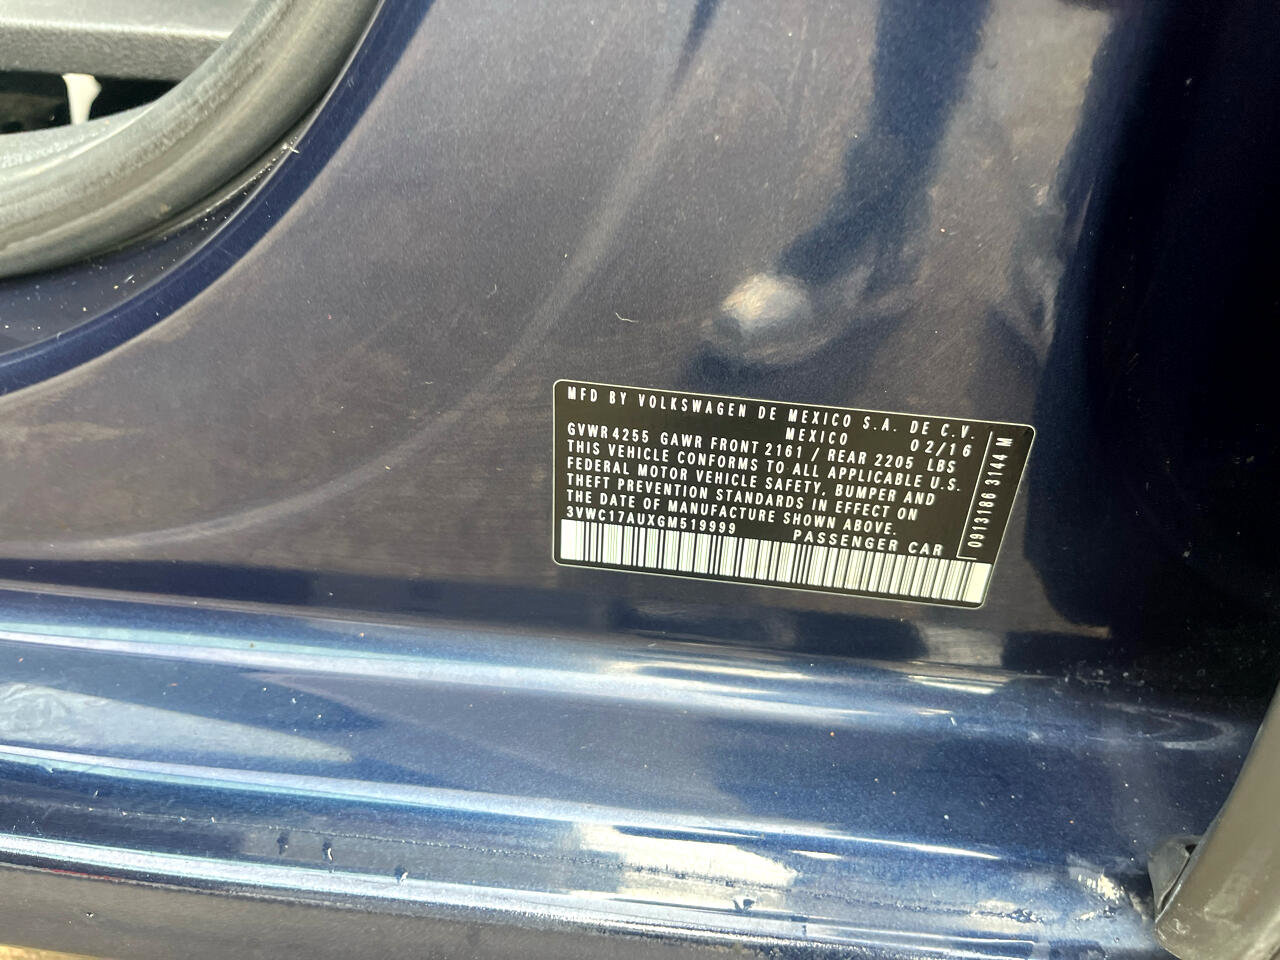 MFD BY VOLKSWAGEN DE MEXICO S.A. DE C.V.
MEXICO 02/16
GVWR 4255 GAWR FRONT 2161 / REAR 2205 LBS
THIS VEHICLE CONFORMS TO ALL APPLICABLE U.S.
FEDERAL MOTOR VEHICLE SAFETY, BUMPER AND
THEFT PREVENTION STANDARDS IN EFFECT ON
THE DATE OF MANUFACTURE SHOWN ABOVE.
3VWC17AUXGM519999
PASSENGER CAR
0913186 3144 M